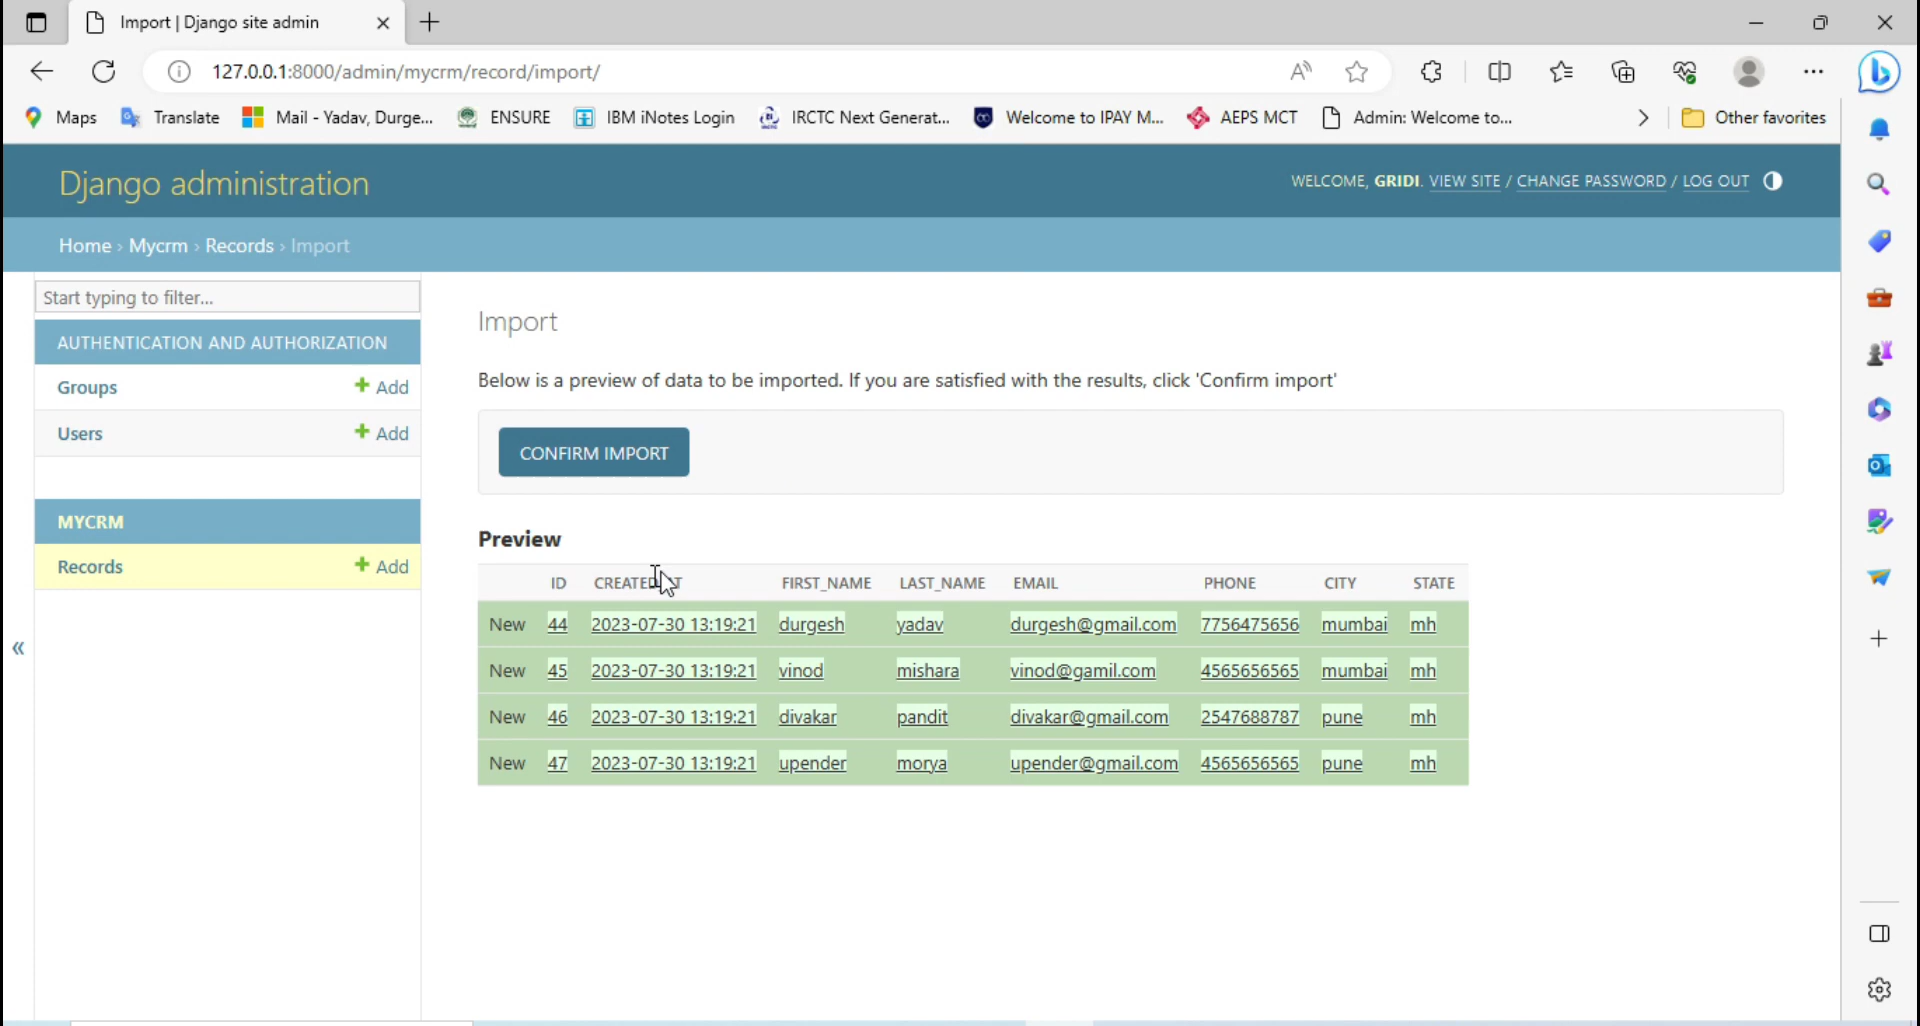 Import | Django site admin
127.0.0.1:8000/admin/mycrm/record/import/
Maps Translate Mail - Yadav, Durge... ENSURE IBM iNotes Login IRCTC Next Generat... Welcome to IPAY M... AEPS MCT Admin: Welcome to... Other favorites
Django administration
WELCOME, GRIDI. VIEW SITE / CHANGE PASSWORD / LOG OUT
Home › Mycrm › Records › Import
Start typing to filter...
AUTHENTICATION AND AUTHORIZATION
Groups + Add
Users + Add
MYCRM
Records + Add
Import
Below is a preview of data to be imported. If you are satisfied with the results, click 'Confirm import'
CONFIRM IMPORT
Preview
ID CREATED_AT FIRST_NAME LAST_NAME EMAIL PHONE CITY STATE
New 44 2023-07-30 13:19:21 durgesh yadav durgesh@gmail.com 7756475656 mumbai mh
New 45 2023-07-30 13:19:21 vinod mishara vinod@gamil.com 4565656565 mumbai mh
New 46 2023-07-30 13:19:21 divakar pandit divakar@gmail.com 2547688787 pune mh
New 47 2023-07-30 13:19:21 upender morya upender@gmail.com 4565656565 pune mh